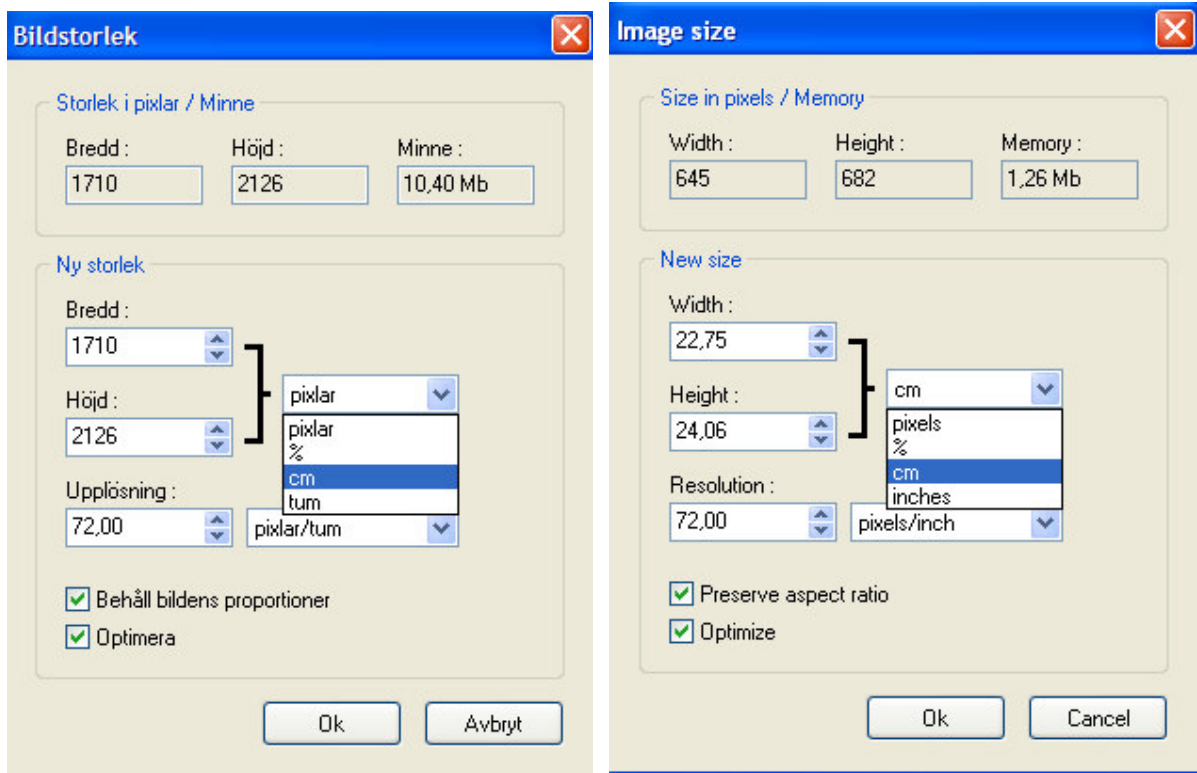 Bildstorlek
Storlek i pixlar / Minne
Bredd : Höjd : Minne :
1710 2126 10,40 Mb
Ny storlek
Bredd :
1710
pixlar
Höjd :
pixlar
2126
%
cm
Upplösning :
tum
72,00 pixlar/tum
Behåll bildens proportioner
Optimera
Ok Avbryt
Image size
Size in pixels / Memory
Width : Height : Memory :
645 682 1,26 Mb
New size
Width :
22,75
cm
Height :
pixels
24,06
%
cm
Resolution :
inches
72,00 pixels/inch
Preserve aspect ratio
Optimize
Ok Cancel